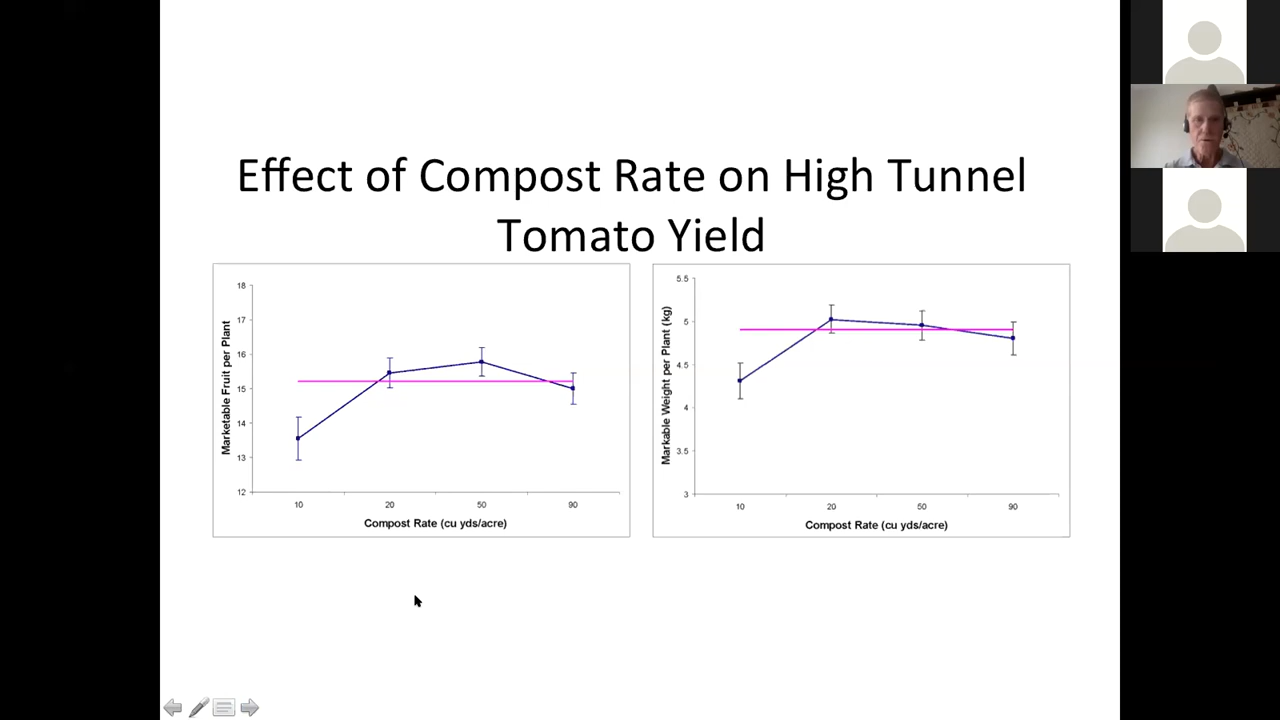 Effect of Compost Rate on High Tunnel
Tomato Yield
Marketable Fruit per Plant
18
17
16
15
14
13
12
10 20 50 90
Compost Rate (cu yds/acre)
Markable Weight per Plant (kg)
5.5
5
4.5
4
3.5
3
10 20 50 90
Compost Rate (cu yds/acre)